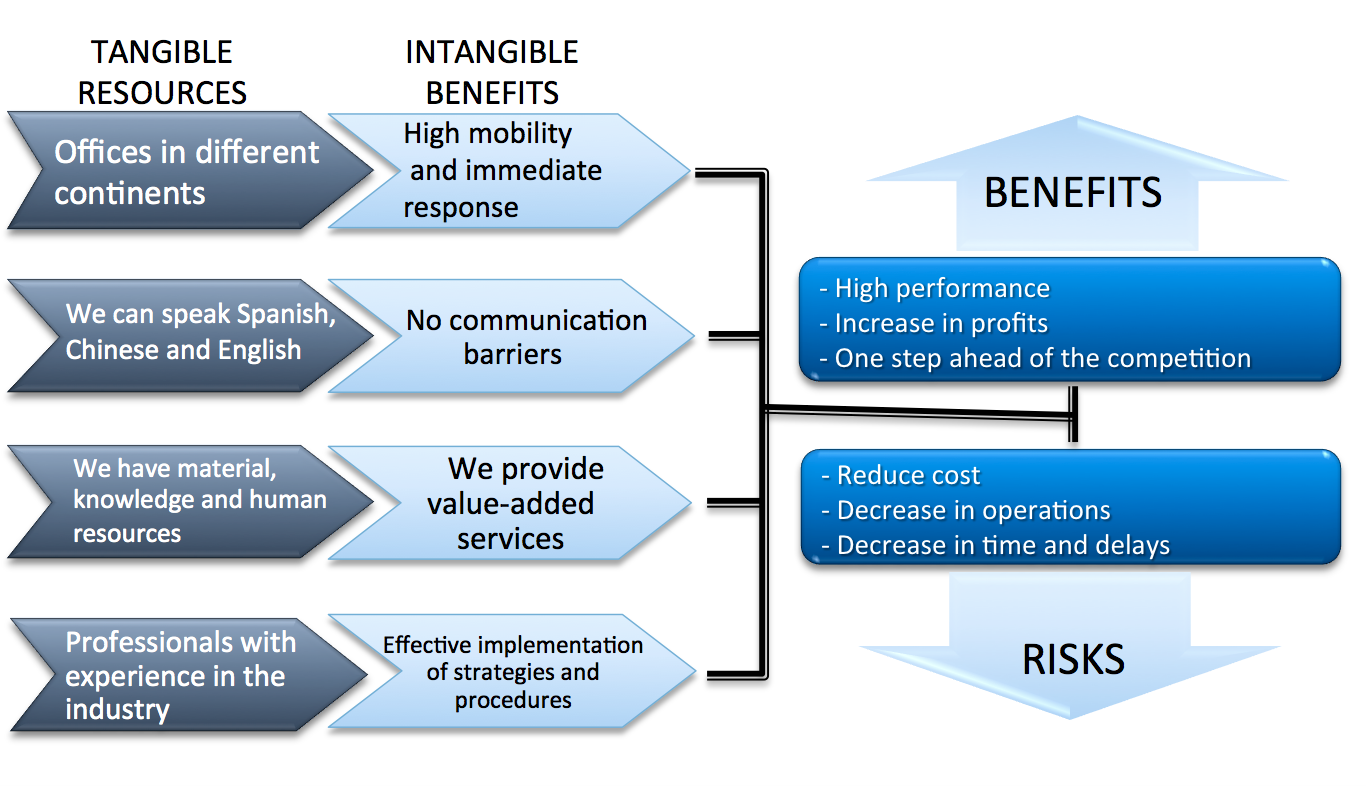 TANGIBLE
RESOURCES
INTANGIBLE
BENEFITS
Offices in different
continents
High mobility
and immediate
response
We can speak Spanish,
Chinese and English
No communication
barriers
We have material,
knowledge and human
resources
We provide
value-added
services
Professionals with
experience in the
industry
Effective implementation
of strategies and
procedures
BENEFITS
- High performance
- Increase in profits
- One step ahead of the competition
- Reduce cost
- Decrease in operations
- Decrease in time and delays
RISKS